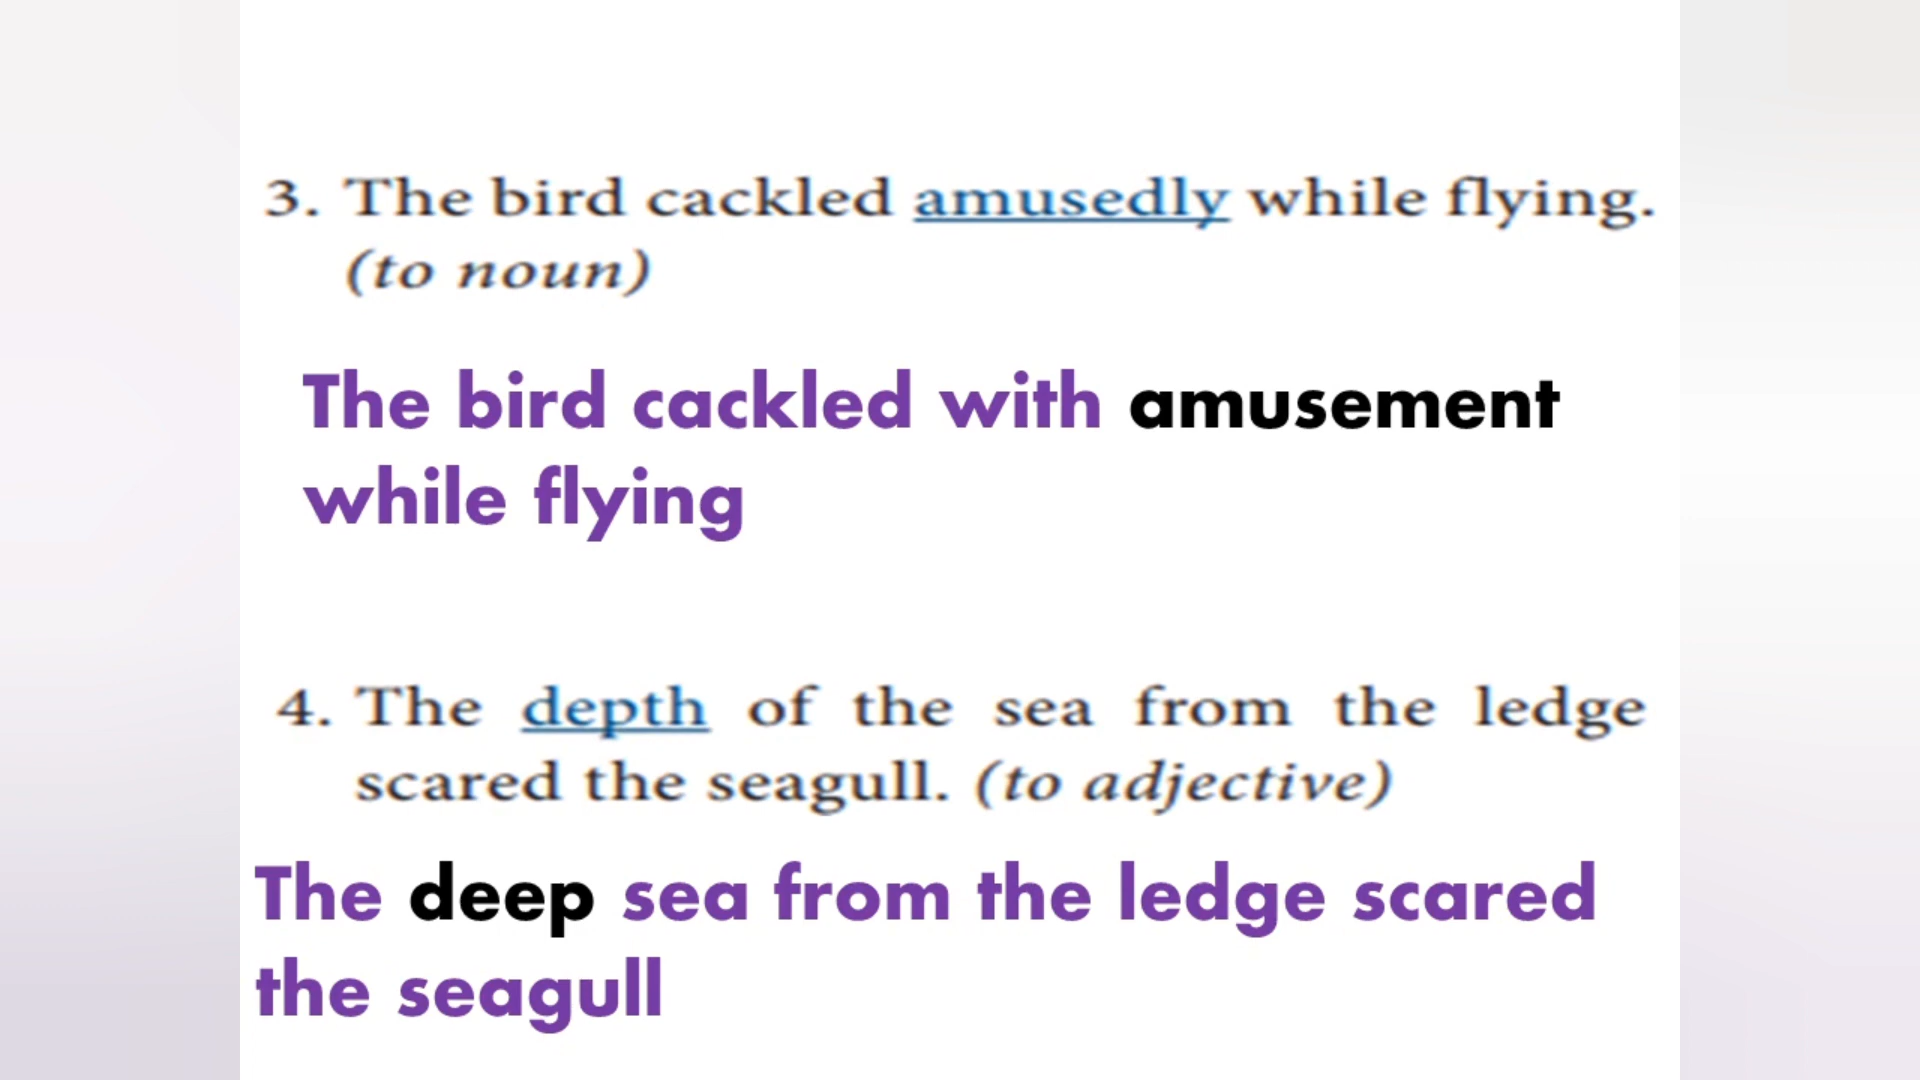 3. The bird cackled amusedly while flying.
(to noun)
The bird cackled with amusement
while flying
4. The depth of the sea from the ledge
scared the seagull. (to adjective)
The deep sea from the ledge scared
the seagull